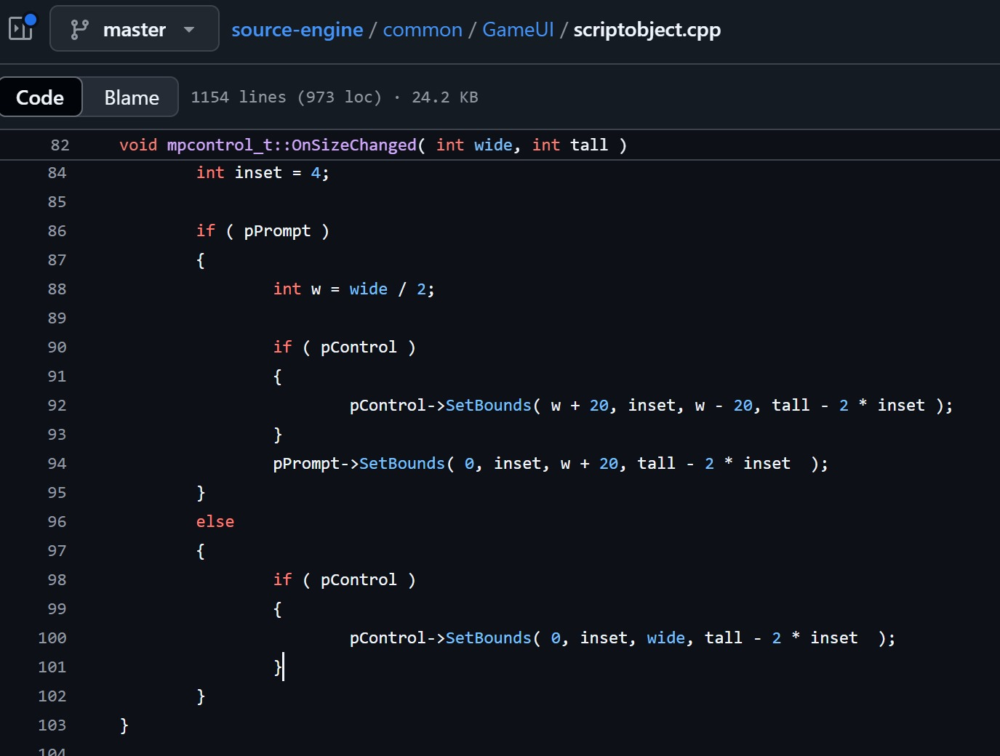 master source-engine / common / GameUI / scriptobject.cpp
Code Blame 1154 lines (973 loc) · 24.2 KB
82 void mpcontrol_t::OnSizeChanged( int wide, int tall )
84 int inset = 4;
85
86 if ( pPrompt )
87 {
88 int w = wide / 2;
89
90 if ( pControl )
91 {
92 pControl->SetBounds( w + 20, inset, w - 20, tall - 2 * inset );
93 }
94 pPrompt->SetBounds( 0, inset, w + 20, tall - 2 * inset  );
95 }
96 else
97 {
98 if ( pControl )
99 {
100 pControl->SetBounds( 0, inset, wide, tall - 2 * inset  );
101 }
102 }
103 }
104